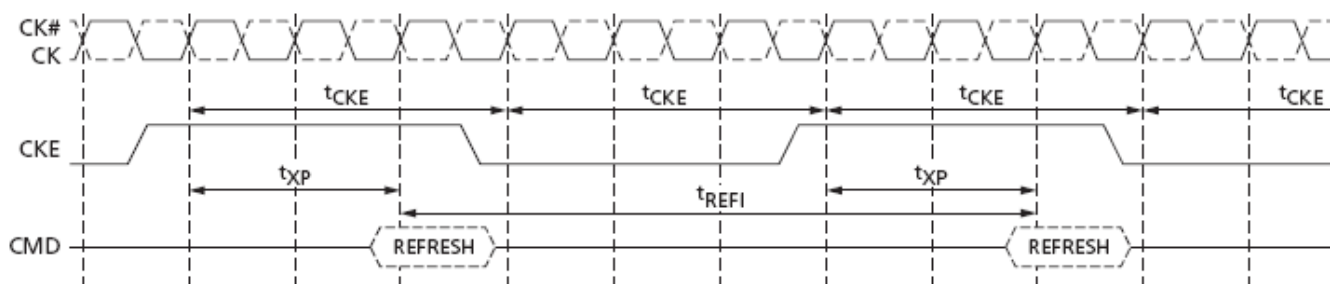 CK#
CK
tCKE tCKE tCKE tCKE
CKE
tXP tXP
tREFI
CMD REFRESH REFRESH